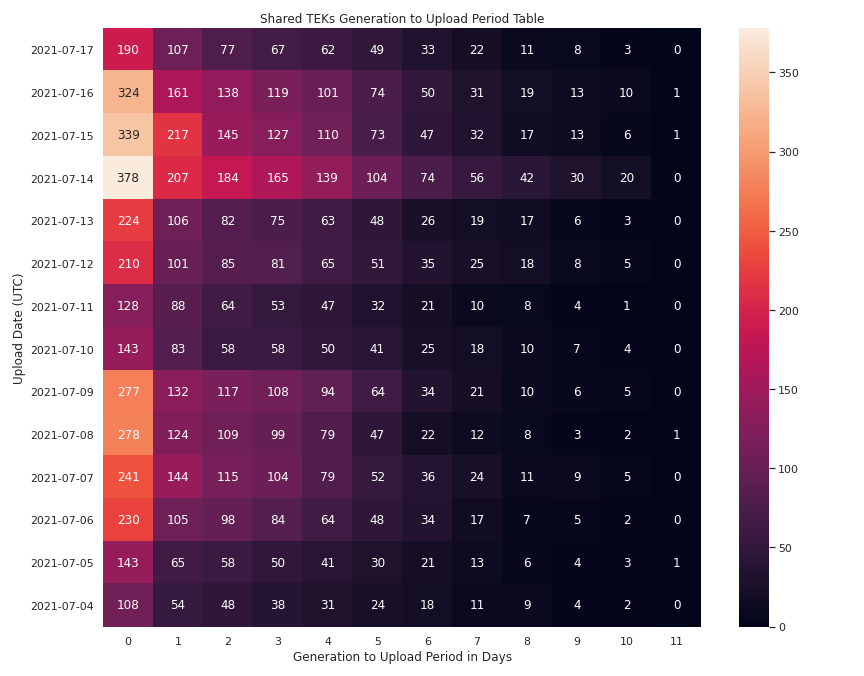 Shared TEKs Generation to Upload Period Table
Upload Date (UTC)
2021-07-17 190 107 77 67 62 49 33 22 11 8 3 0
2021-07-16 324 161 138 119 101 74 50 31 19 13 10 1
2021-07-15 339 217 145 127 110 73 47 32 17 13 6 1
2021-07-14 378 207 184 165 139 104 74 56 42 30 20 0
2021-07-13 224 106 82 75 63 48 26 19 17 6 3 0
2021-07-12 210 101 85 81 65 51 35 25 18 8 5 0
2021-07-11 128 88 64 53 47 32 21 10 8 4 1 0
2021-07-10 143 83 58 58 50 41 25 18 10 7 4 0
2021-07-09 277 132 117 108 94 64 34 21 10 6 5 0
2021-07-08 278 124 109 99 79 47 22 12 8 3 2 1
2021-07-07 241 144 115 104 79 52 36 24 11 9 5 0
2021-07-06 230 105 98 84 64 48 34 17 7 5 2 0
2021-07-05 143 65 58 50 41 30 21 13 6 4 3 1
2021-07-04 108 54 48 38 31 24 18 11 9 4 2 0
0 1 2 3 4 5 6 7 8 9 10 11
Generation to Upload Period in Days
350
300
250
200
150
100
50
0